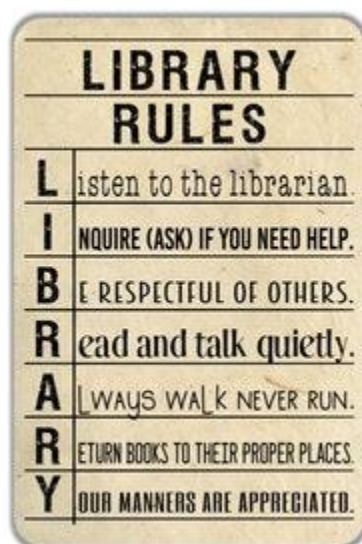 LIBRARY
RULES
Listen to the librarian.
INQUIRE (ASK) IF YOU NEED HELP.
BE RESPECTFUL OF OTHERS.
Read and talk quietly.
ALWAYS WALK NEVER RUN.
RETURN BOOKS TO THEIR PROPER PLACES.
YOUR MANNERS ARE APPRECIATED.